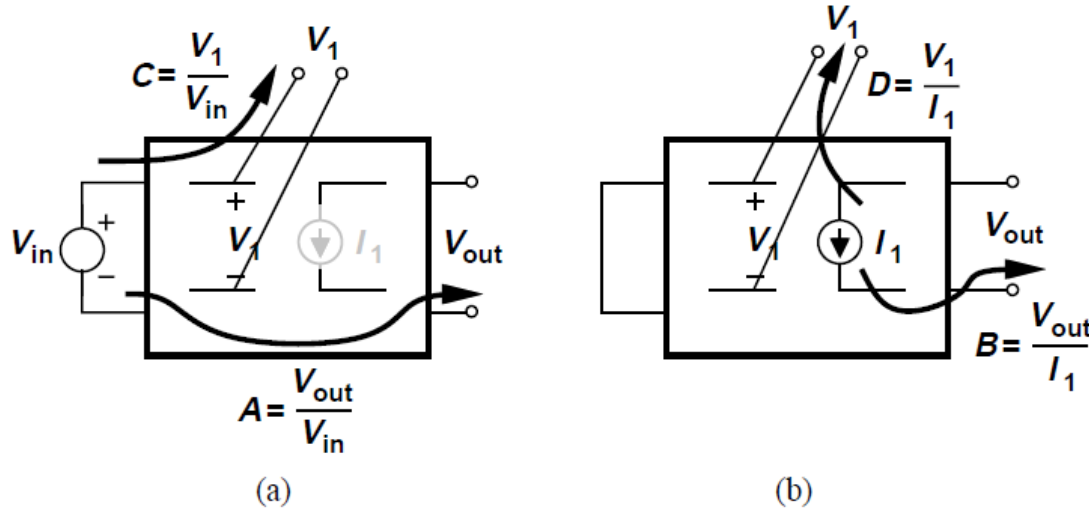 C = V1/Vin
V1
+
V1
−
I1
+
Vin
−
Vout
A = Vout/Vin
(a)
V1
D = V1/I1
+
V1
−
I1
Vout
B = Vout/I1
(b)